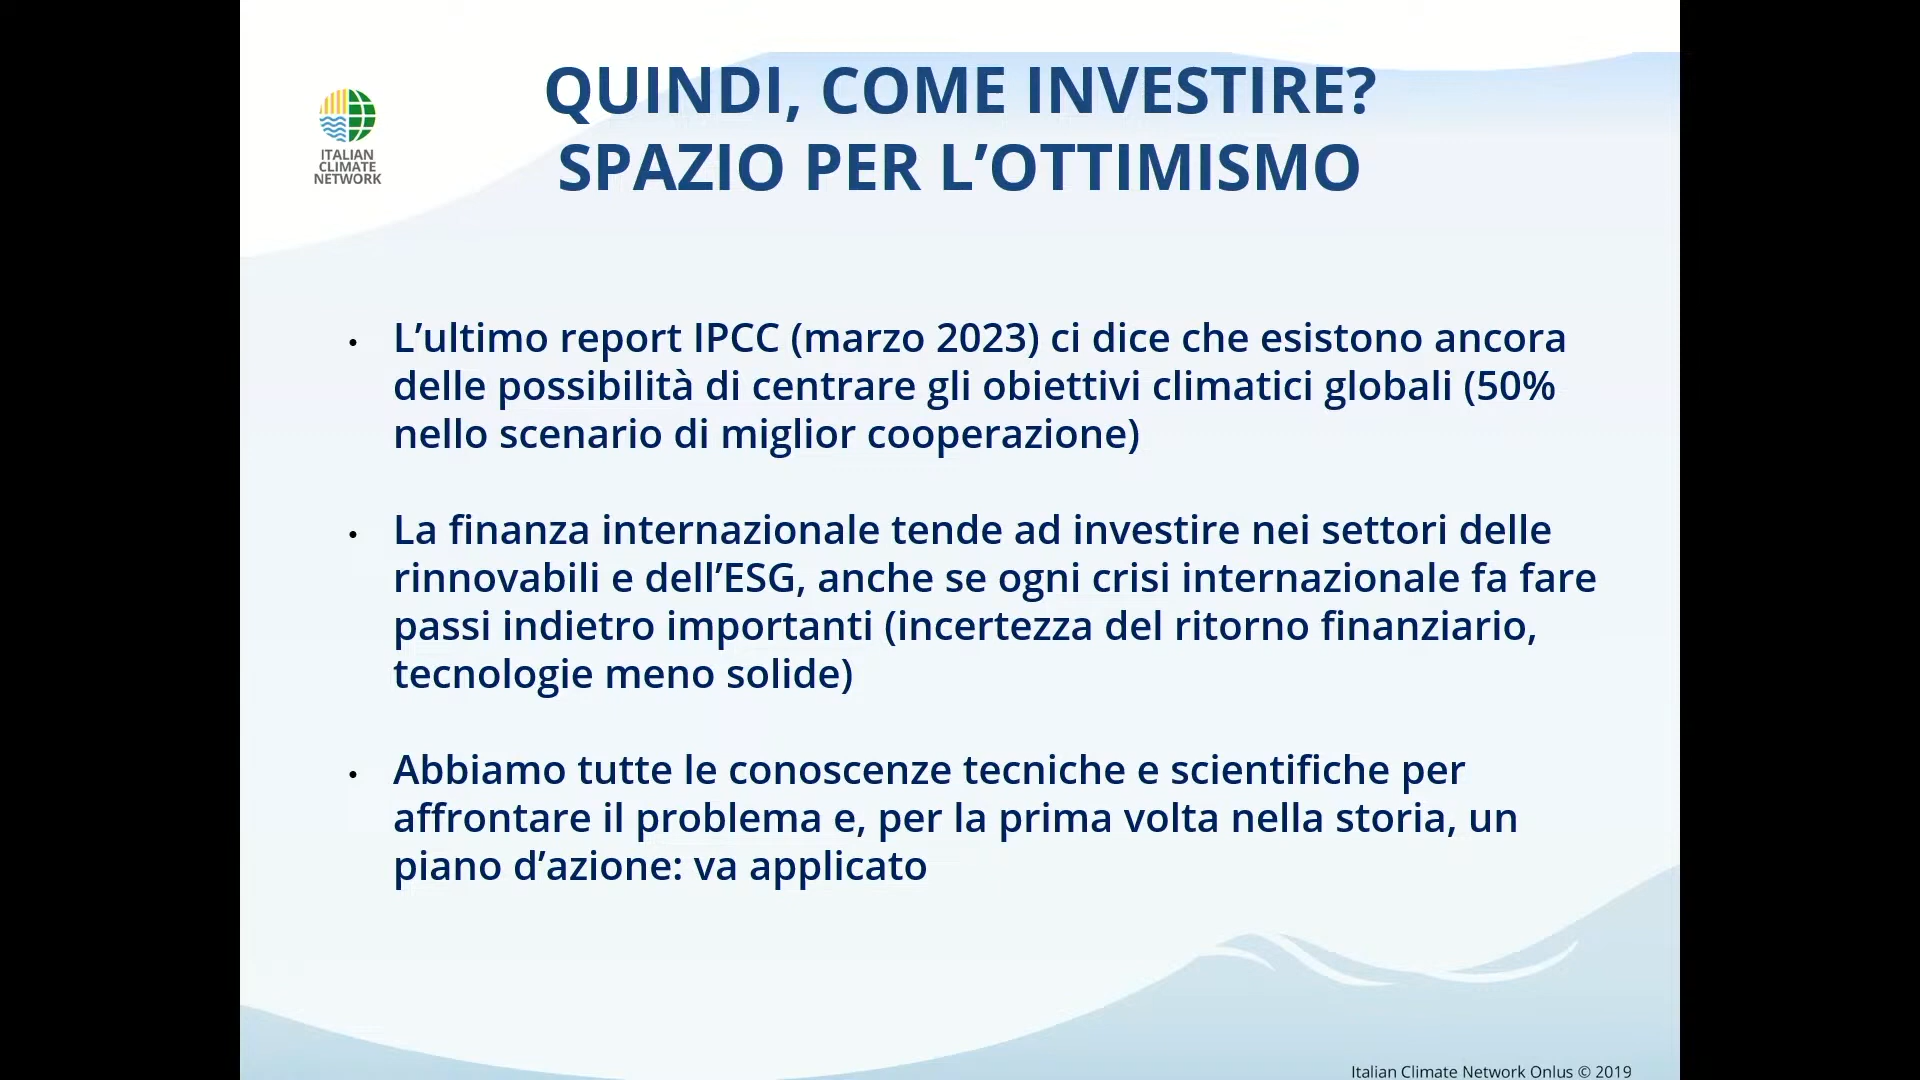 QUINDI, COME INVESTIRE?
SPAZIO PER L’OTTIMISMO
ITALIAN
CLIMATE
NETWORK
• L’ultimo report IPCC (marzo 2023) ci dice che esistono ancora
delle possibilità di centrare gli obiettivi climatici globali (50%
nello scenario di miglior cooperazione)
• La finanza internazionale tende ad investire nei settori delle
rinnovabili e dell’ESG, anche se ogni crisi internazionale fa fare
passi indietro importanti (incertezza del ritorno finanziario,
tecnologie meno solide)
• Abbiamo tutte le conoscenze tecniche e scientifiche per
affrontare il problema e, per la prima volta nella storia, un
piano d’azione: va applicato
Italian Climate Network Onlus © 2019